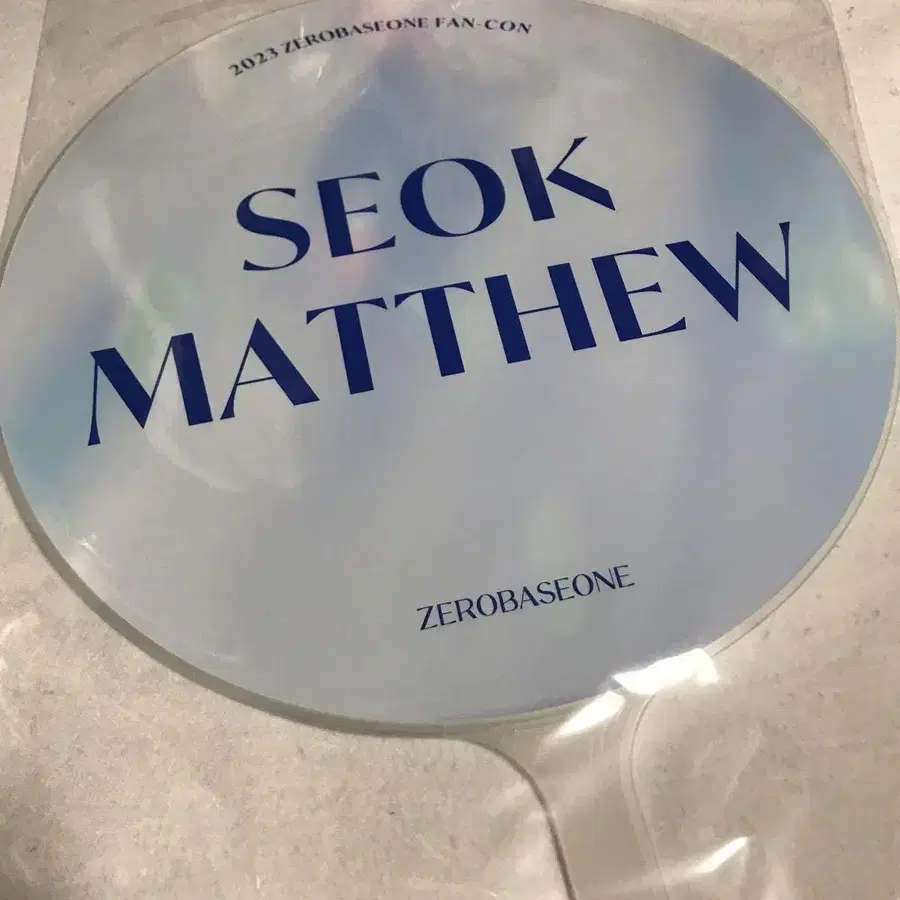 2023 ZEROBASEONE FAN-CON
SEOK
MATTHEW
ZEROBASEONE